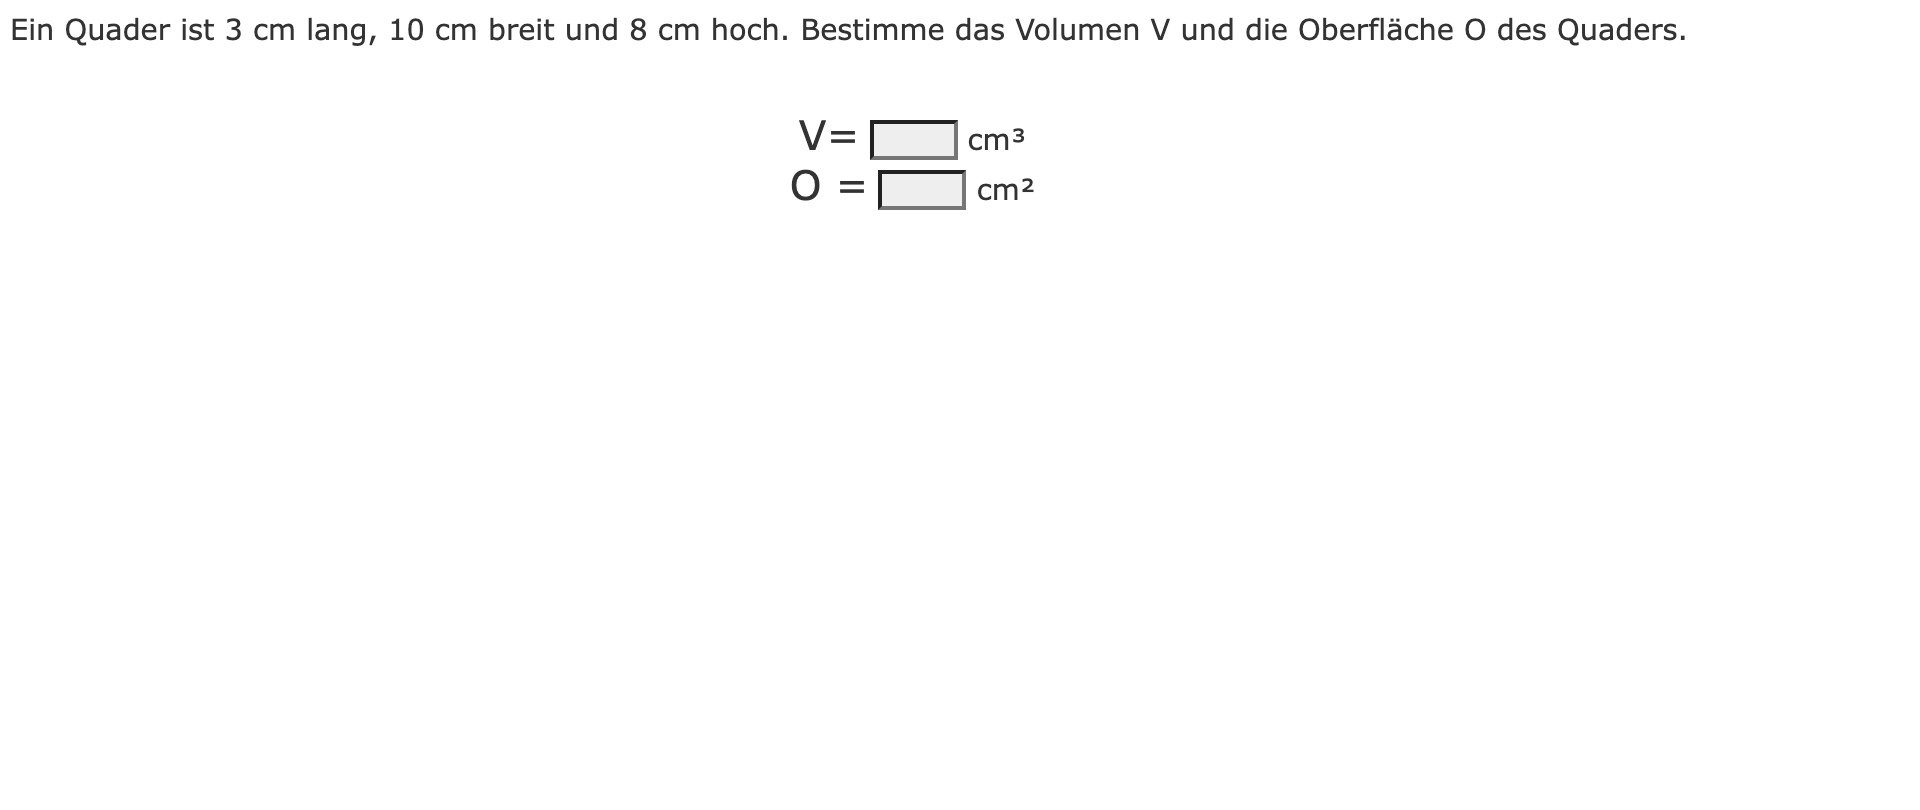 Ein Quader ist 3 cm lang, 10 cm breit und 8 cm hoch. Bestimme das Volumen V und die Oberfläche O des Quaders.
V= cm³
O = cm²